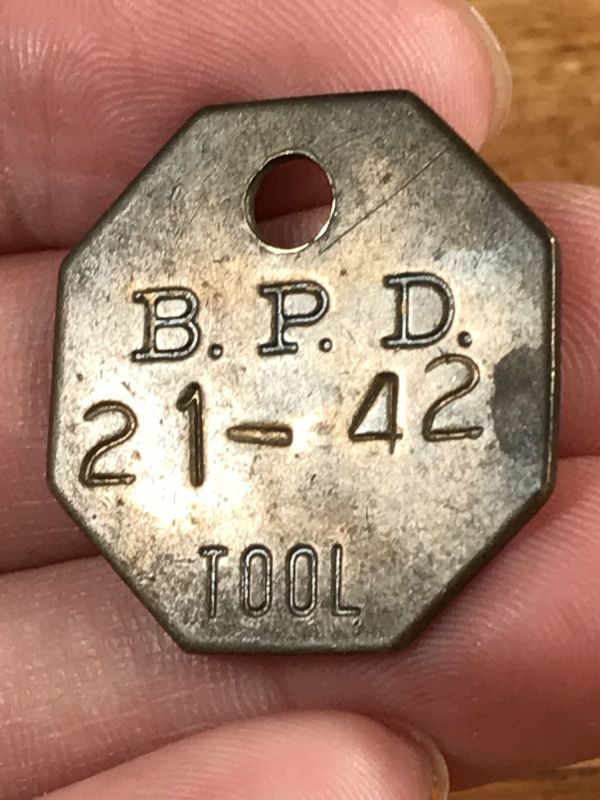 B. P. D.
21-42
TOOL